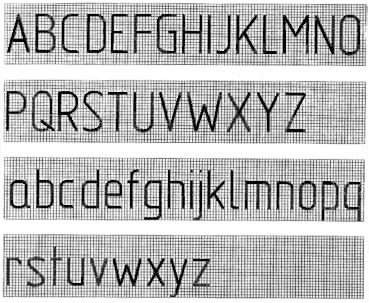 ABCDEFGHIJKLMNO
PQRSTUVWXYZ
abcdefghijklmnopq
rstuvwxyz